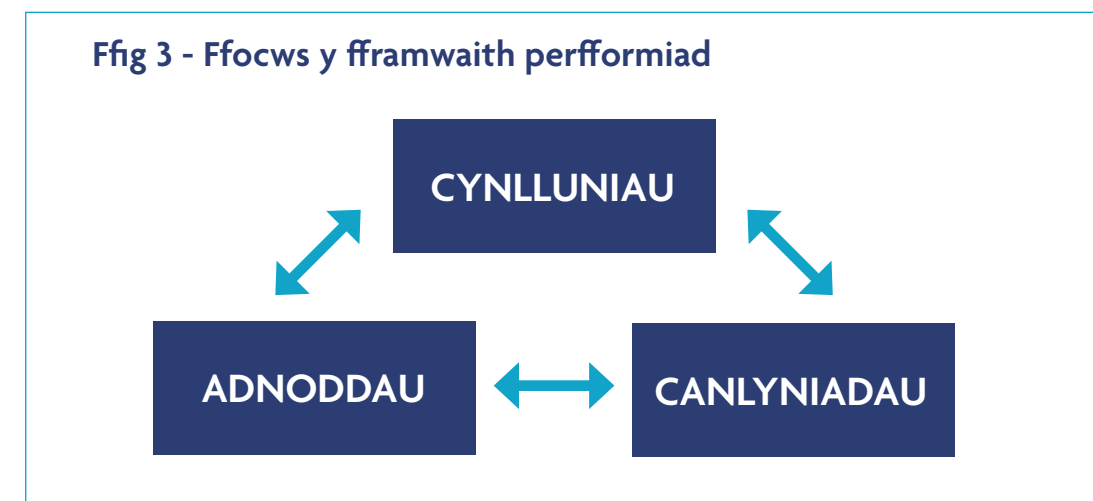 Ffig 3 - Ffocws y fframwaith perfformiad
CYNLLUNIAU
ADNODDAU
CANLYNIADAU